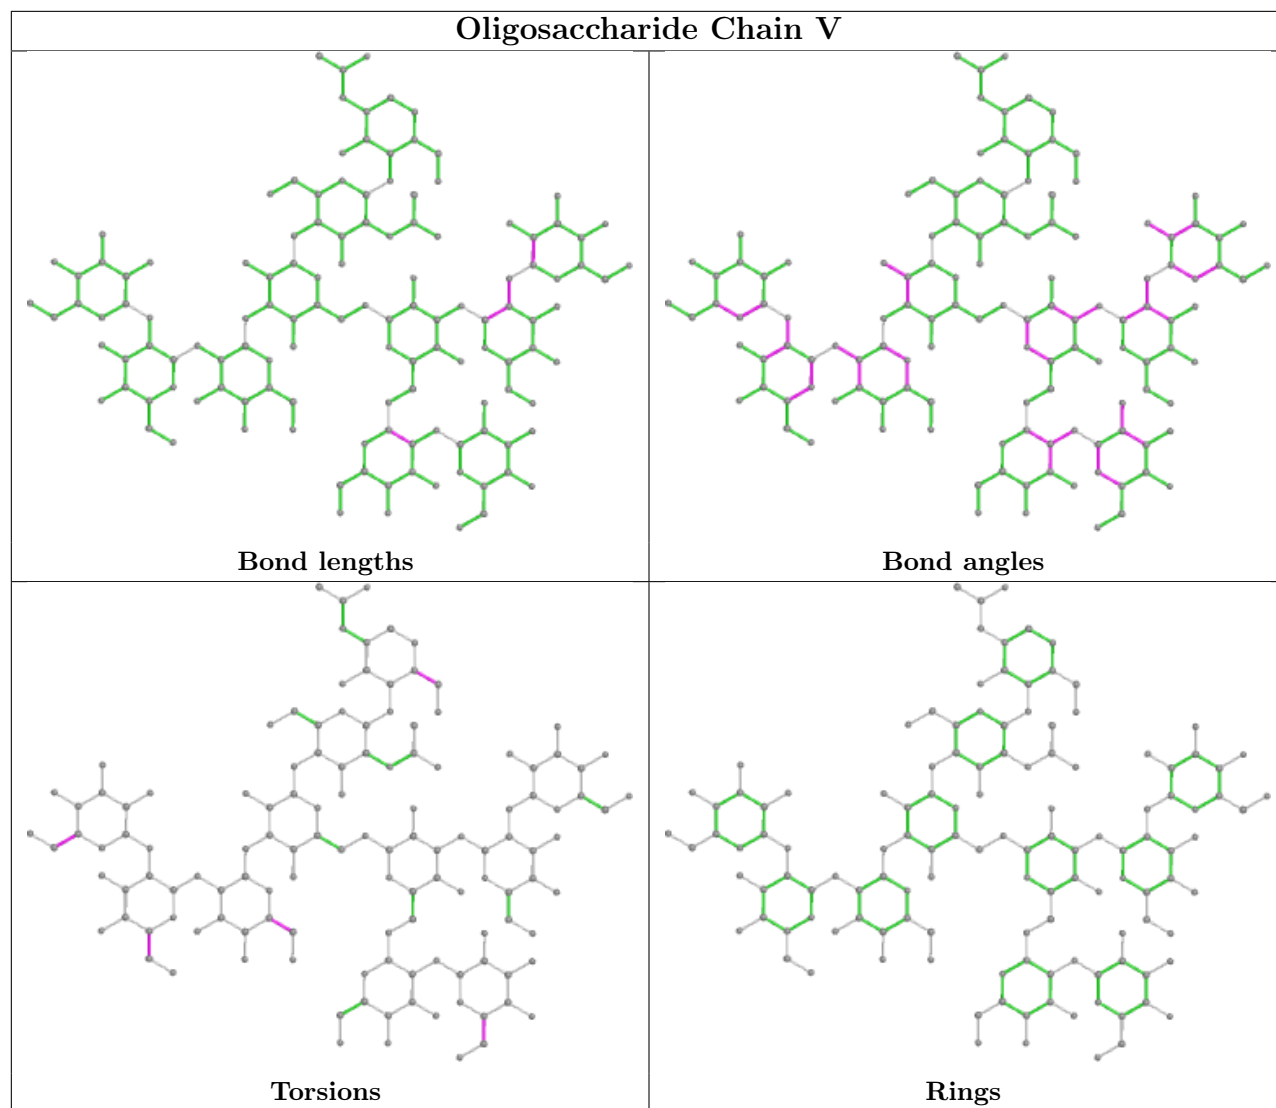 Oligosaccharide Chain V
Bond lengths
Bond angles
Torsions
Rings